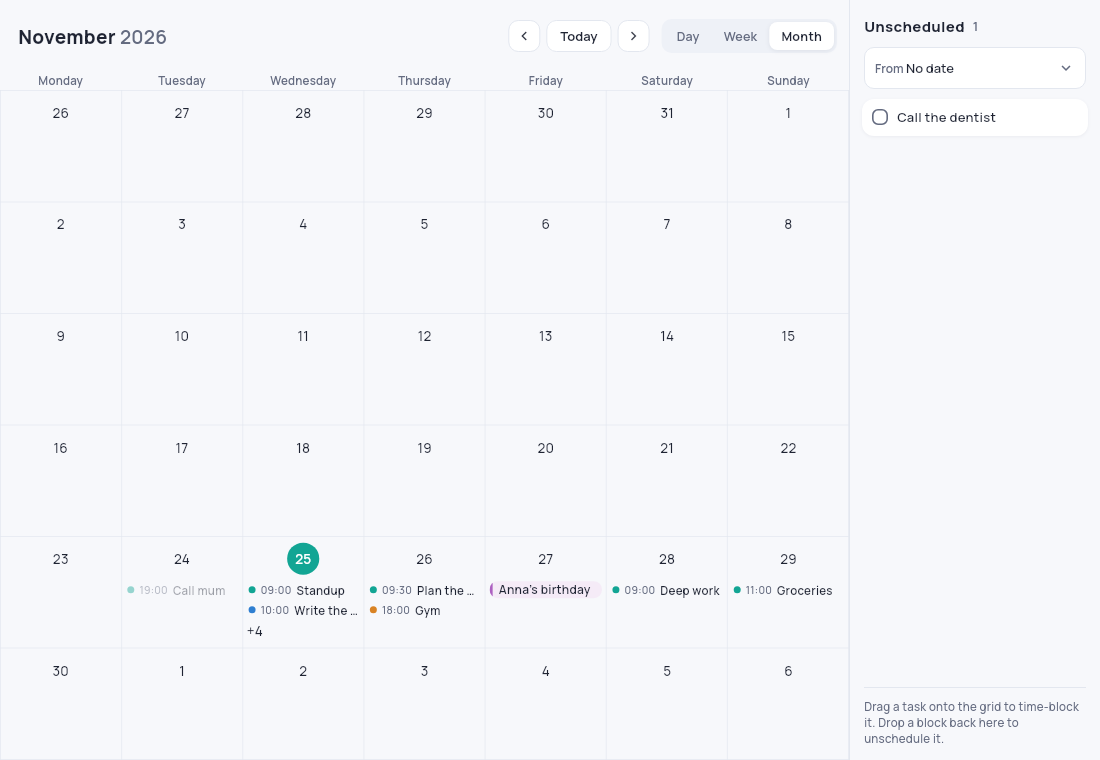 November 2026
Today
Day Week Month
Monday Tuesday Wednesday Thursday Friday Saturday Sunday
26 27 28 29 30 31 1
2 3 4 5 6 7 8
9 10 11 12 13 14 15
16 17 18 19 20 21 22
23 24 25 26 27 28 29
19:00 Call mum
09:00 Standup
10:00 Write the ...
+4
09:30 Plan the ...
18:00 Gym
Anna's birthday
09:00 Deep work
11:00 Groceries
30 1 2 3 4 5 6
Unscheduled 1
From No date
Call the dentist
Drag a task onto the grid to time-block
it. Drop a block back here to
unschedule it.